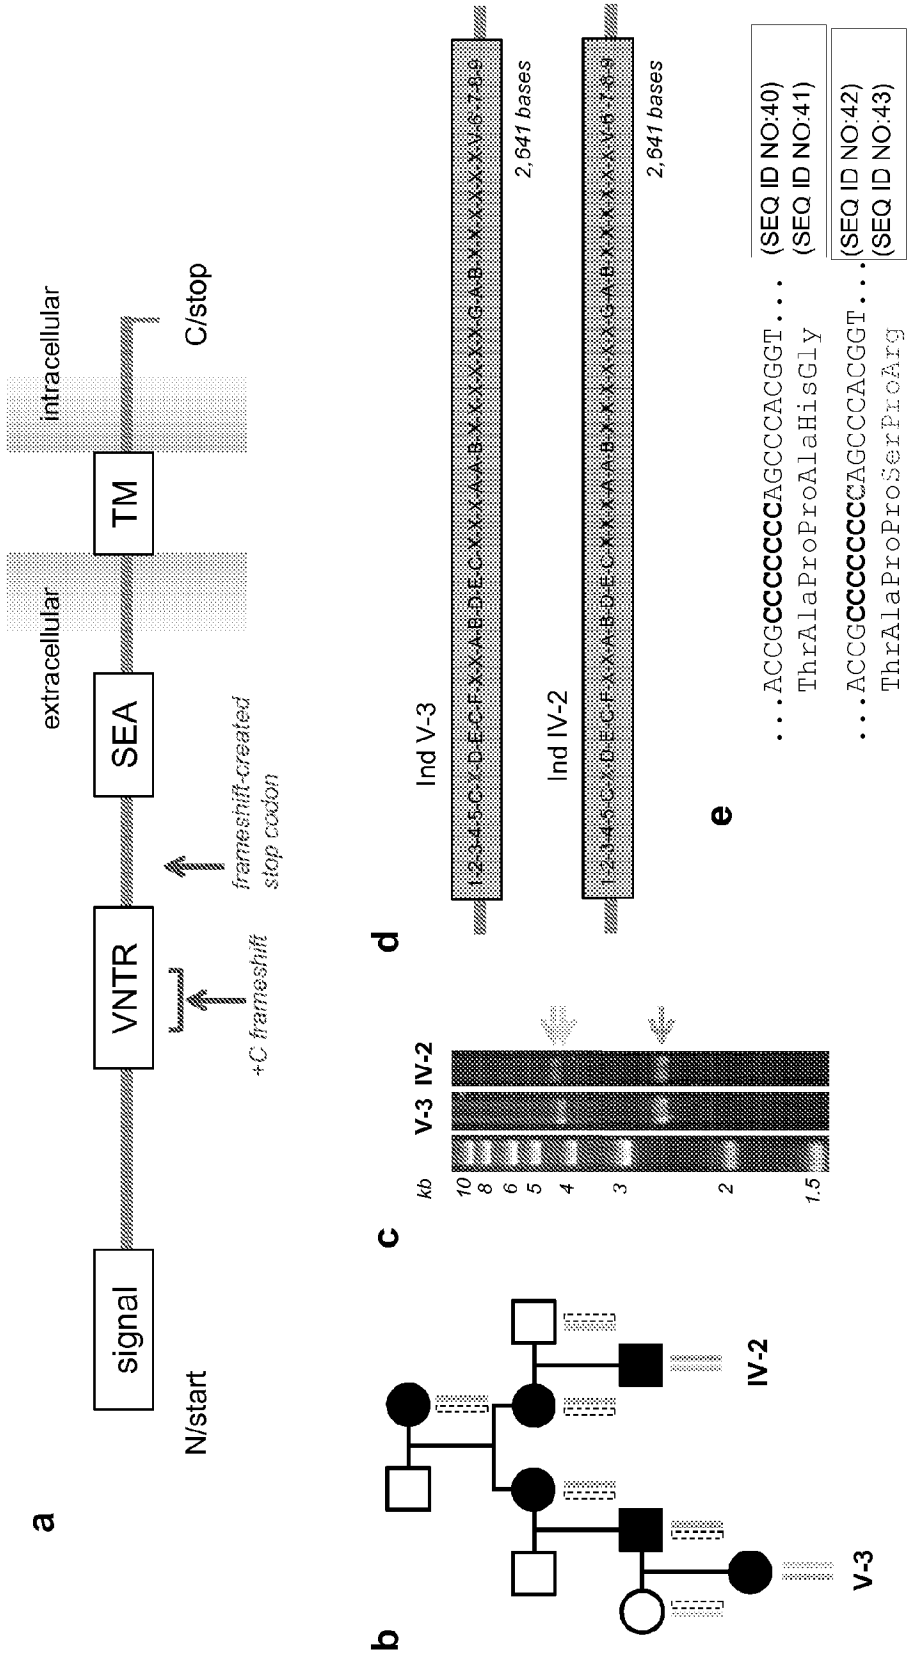 a
extracellular
intracellular
signal
VNTR
SEA
TM
N/start
C/stop
+C frameshift
frameshift-created
stop codon
b
V-3
IV-2
c
kb
V-3 IV-2
10
8
6
5
4
3
2
1.5
d
Ind V-3
1-2-3-4-5-C-X-D-E-C-F-X-X-A-B-D-E-C-X-X-X-A-A-B-X-X-X-X-X-X-G-A-B-X-X-X-X-X-X-V-6-7-8-9
2,641 bases
Ind IV-2
1-2-3-4-5-C-X-D-E-C-F-X-X-A-B-D-E-C-X-X-X-A-A-B-X-X-X-X-X-X-G-A-B-X-X-X-X-X-X-V-6-7-8-9
2,641 bases
e
...ACCGCCCCCCCAGCCCACGGT... (SEQ ID NO:40)
ThrAlaProProAlaHisGly (SEQ ID NO:41)
...ACCGCCCCCCCCAGCCCACGGT... (SEQ ID NO:42)
ThrAlaProProSerProArg (SEQ ID NO:43)